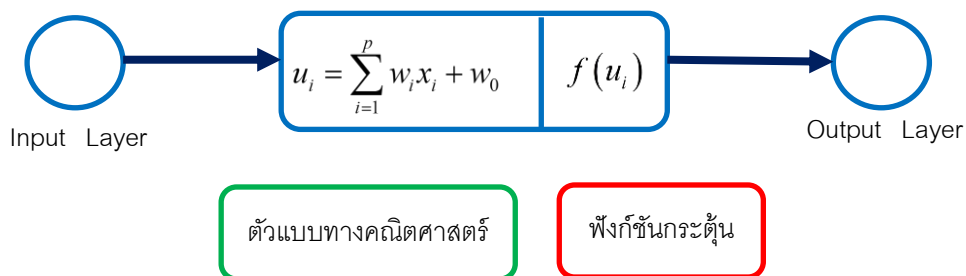 u_i = \sum_{i=1}^{p} w_i x_i + w_0
f(u_i)
Input Layer
Output Layer
ตัวแบบทางคณิตศาสตร์
ฟังก์ชันกระตุ้น